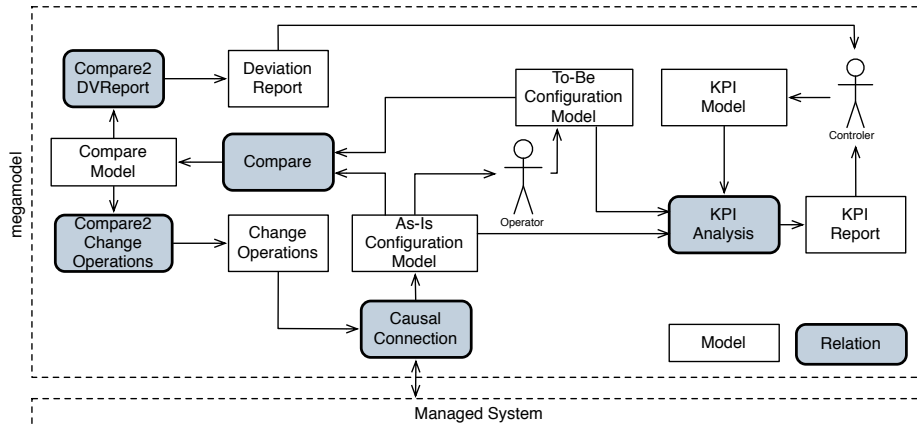 Compare2
DVReport
Deviation
Report
To-Be
Configuration
Model
KPI
Model
Controler
Compare
Model
Compare
Operator
megamodel
Compare2
Change
Operations
Change
Operations
As-Is
Configuration
Model
KPI
Analysis
KPI
Report
Causal
Connection
Model
Relation
Managed System